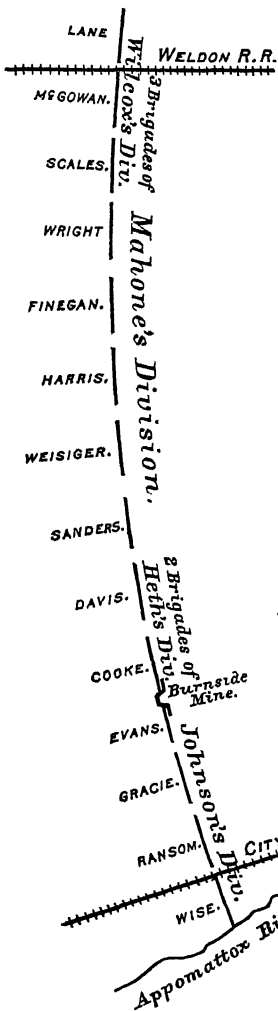 LANE
WELDON R.R.
McGOWAN.
3 Brigades of
Wilcox's Div.
SCALES.
WRIGHT
Mahone's Division.
FINEGAN.
HARRIS.
WEISIGER.
SANDERS.
DAVIS.
2 Brigades of
Heth's Div.
COOKE.
Burnside
Mine.
EVANS.
Johnson's Div.
GRACIE.
RANSOM.
CITY
WISE.
Appomattox Ri